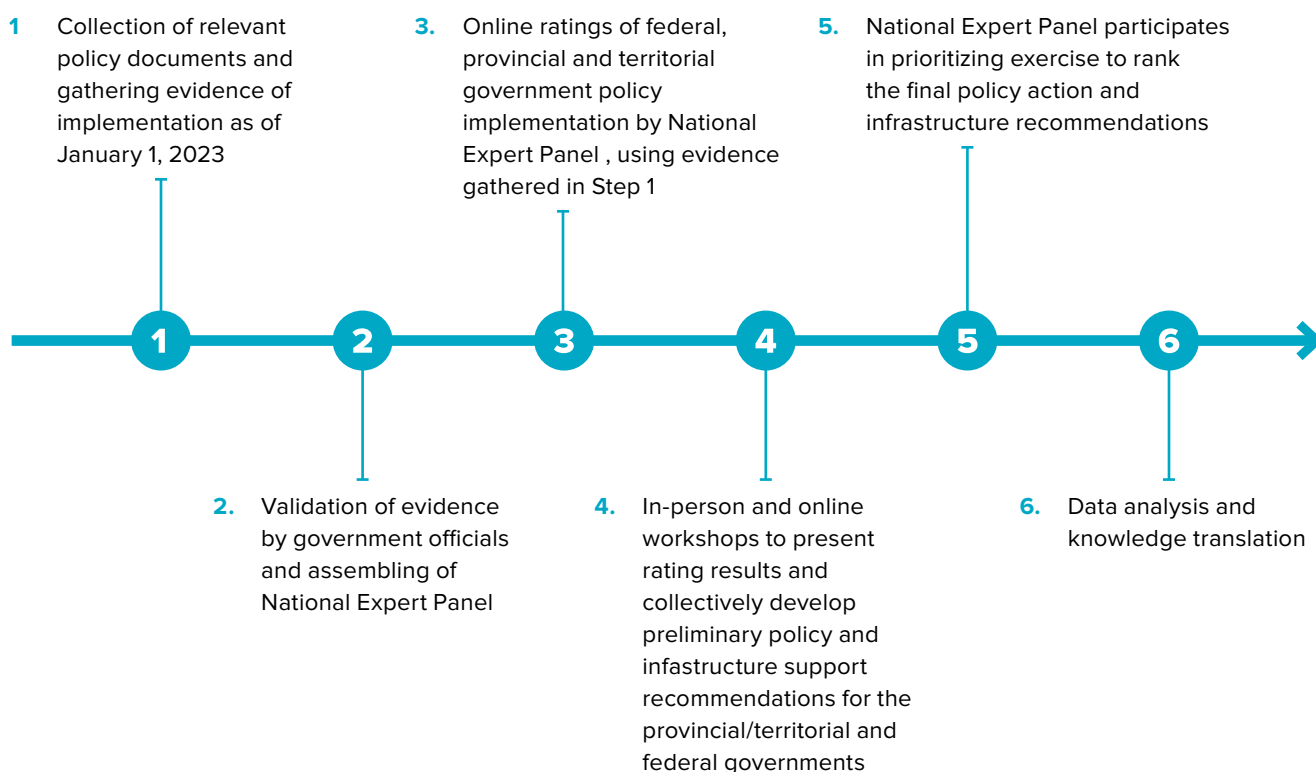 1 Collection of relevant
policy documents and
gathering evidence of
implementation as of
January 1, 2023
3. Online ratings of federal,
provincial and territorial
government policy
implementation by National
Expert Panel , using evidence
gathered in Step 1
5. National Expert Panel participates
in prioritizing exercise to rank
the final policy action and
infrastructure recommendations
1
2
3
4
5
6
2. Validation of evidence
by government officials
and assembling of
National Expert Panel
4. In-person and online
workshops to present
rating results and
collectively develop
preliminary policy and
infastructure support
recommendations for the
provincial/territorial and
federal governments
6. Data analysis and
knowledge translation